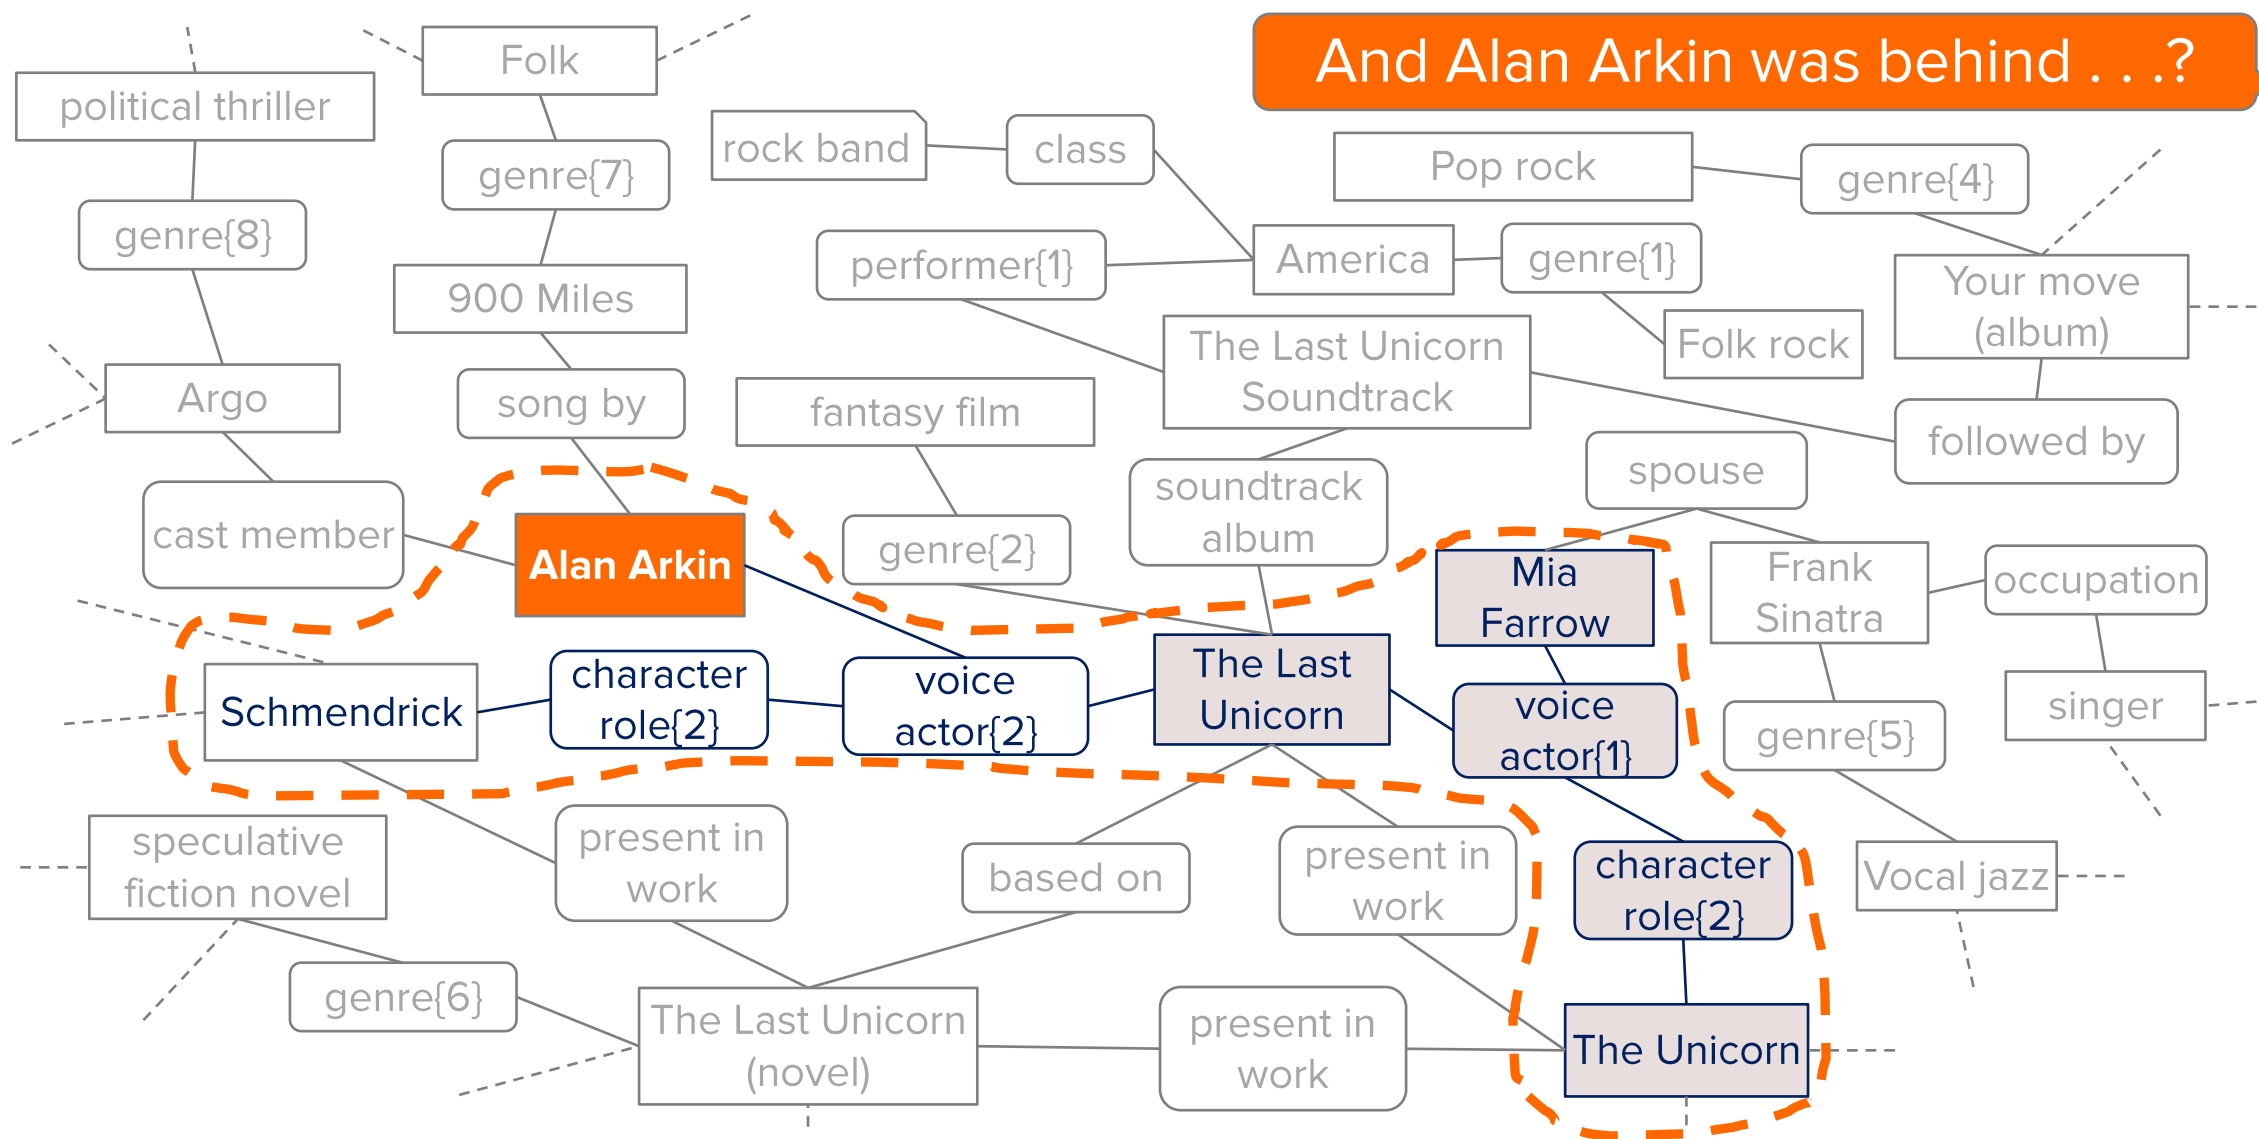 And Alan Arkin was behind . . .?
Folk
political thriller
rock band
class
Pop rock
genre{7}
genre{4}
genre{8}
performer{1}
America
genre{1}
900 Miles
Your move
(album)
The Last Unicorn
Soundtrack
Folk rock
Argo
song by
fantasy film
followed by
spouse
soundtrack
album
cast member
Alan Arkin
genre{2}
Mia
Farrow
Frank
Sinatra
occupation
Schmendrick
character
role{2}
voice
actor{2}
The Last
Unicorn
voice
actor{1}
genre{5}
singer
speculative
fiction novel
present in
work
based on
present in
work
character
role{2}
Vocal jazz
genre{6}
The Last Unicorn
(novel)
present in
work
The Unicorn